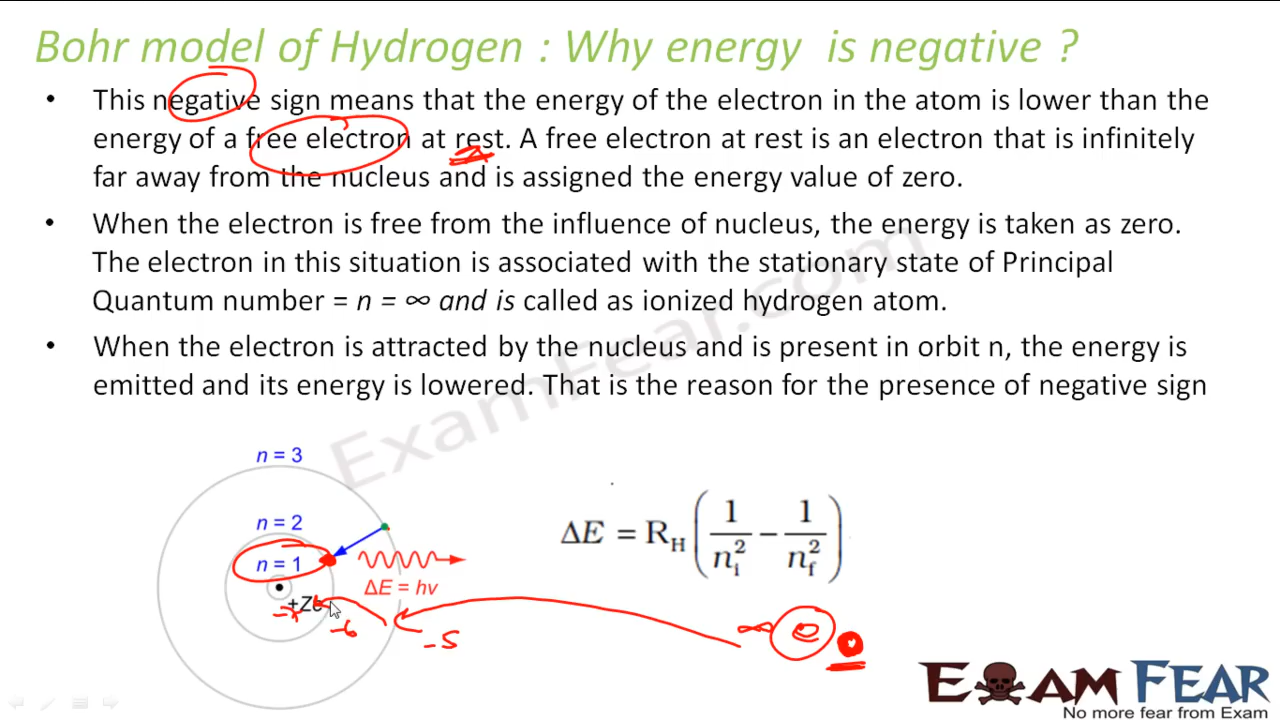 Bohr model of Hydrogen : Why energy is negative ?
• This negative sign means that the energy of the electron in the atom is lower than the
energy of a free electron at rest. A free electron at rest is an electron that is infinitely
far away from the nucleus and is assigned the energy value of zero.
• When the electron is free from the influence of nucleus, the energy is taken as zero.
The electron in this situation is associated with the stationary state of Principal
Quantum number = n = ∞ and is called as ionized hydrogen atom.
• When the electron is attracted by the nucleus and is present in orbit n, the energy is
emitted and its energy is lowered. That is the reason for the presence of negative sign
ExamFear.com
n = 3
n = 2
n = 1
ΔE = hv
+Ze
-7
-6
-5
∞ e
ΔE = R_H (1/n_i^2 − 1/n_f^2)
EXAM FEAR
No more fear from Exam